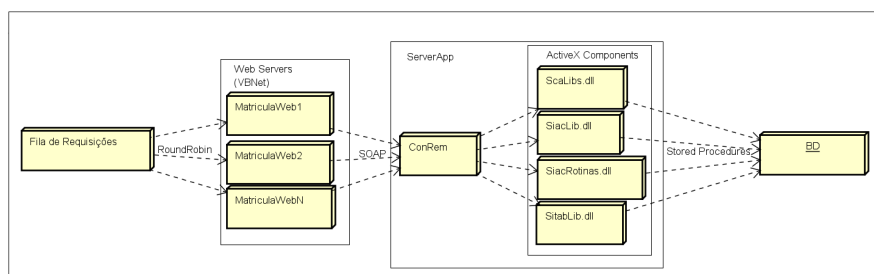 Fila de Requisições
RoundRobin
Web Servers
(VBNet)
MatriculaWeb1
MatriculaWeb2
MatriculaWebN
SOAP
ServerApp
ConRem
ActiveX Components
ScaLibs.dll
SiacLib.dll
SiacRotinas.dll
SitabLib.dll
Stored Procedures
BD